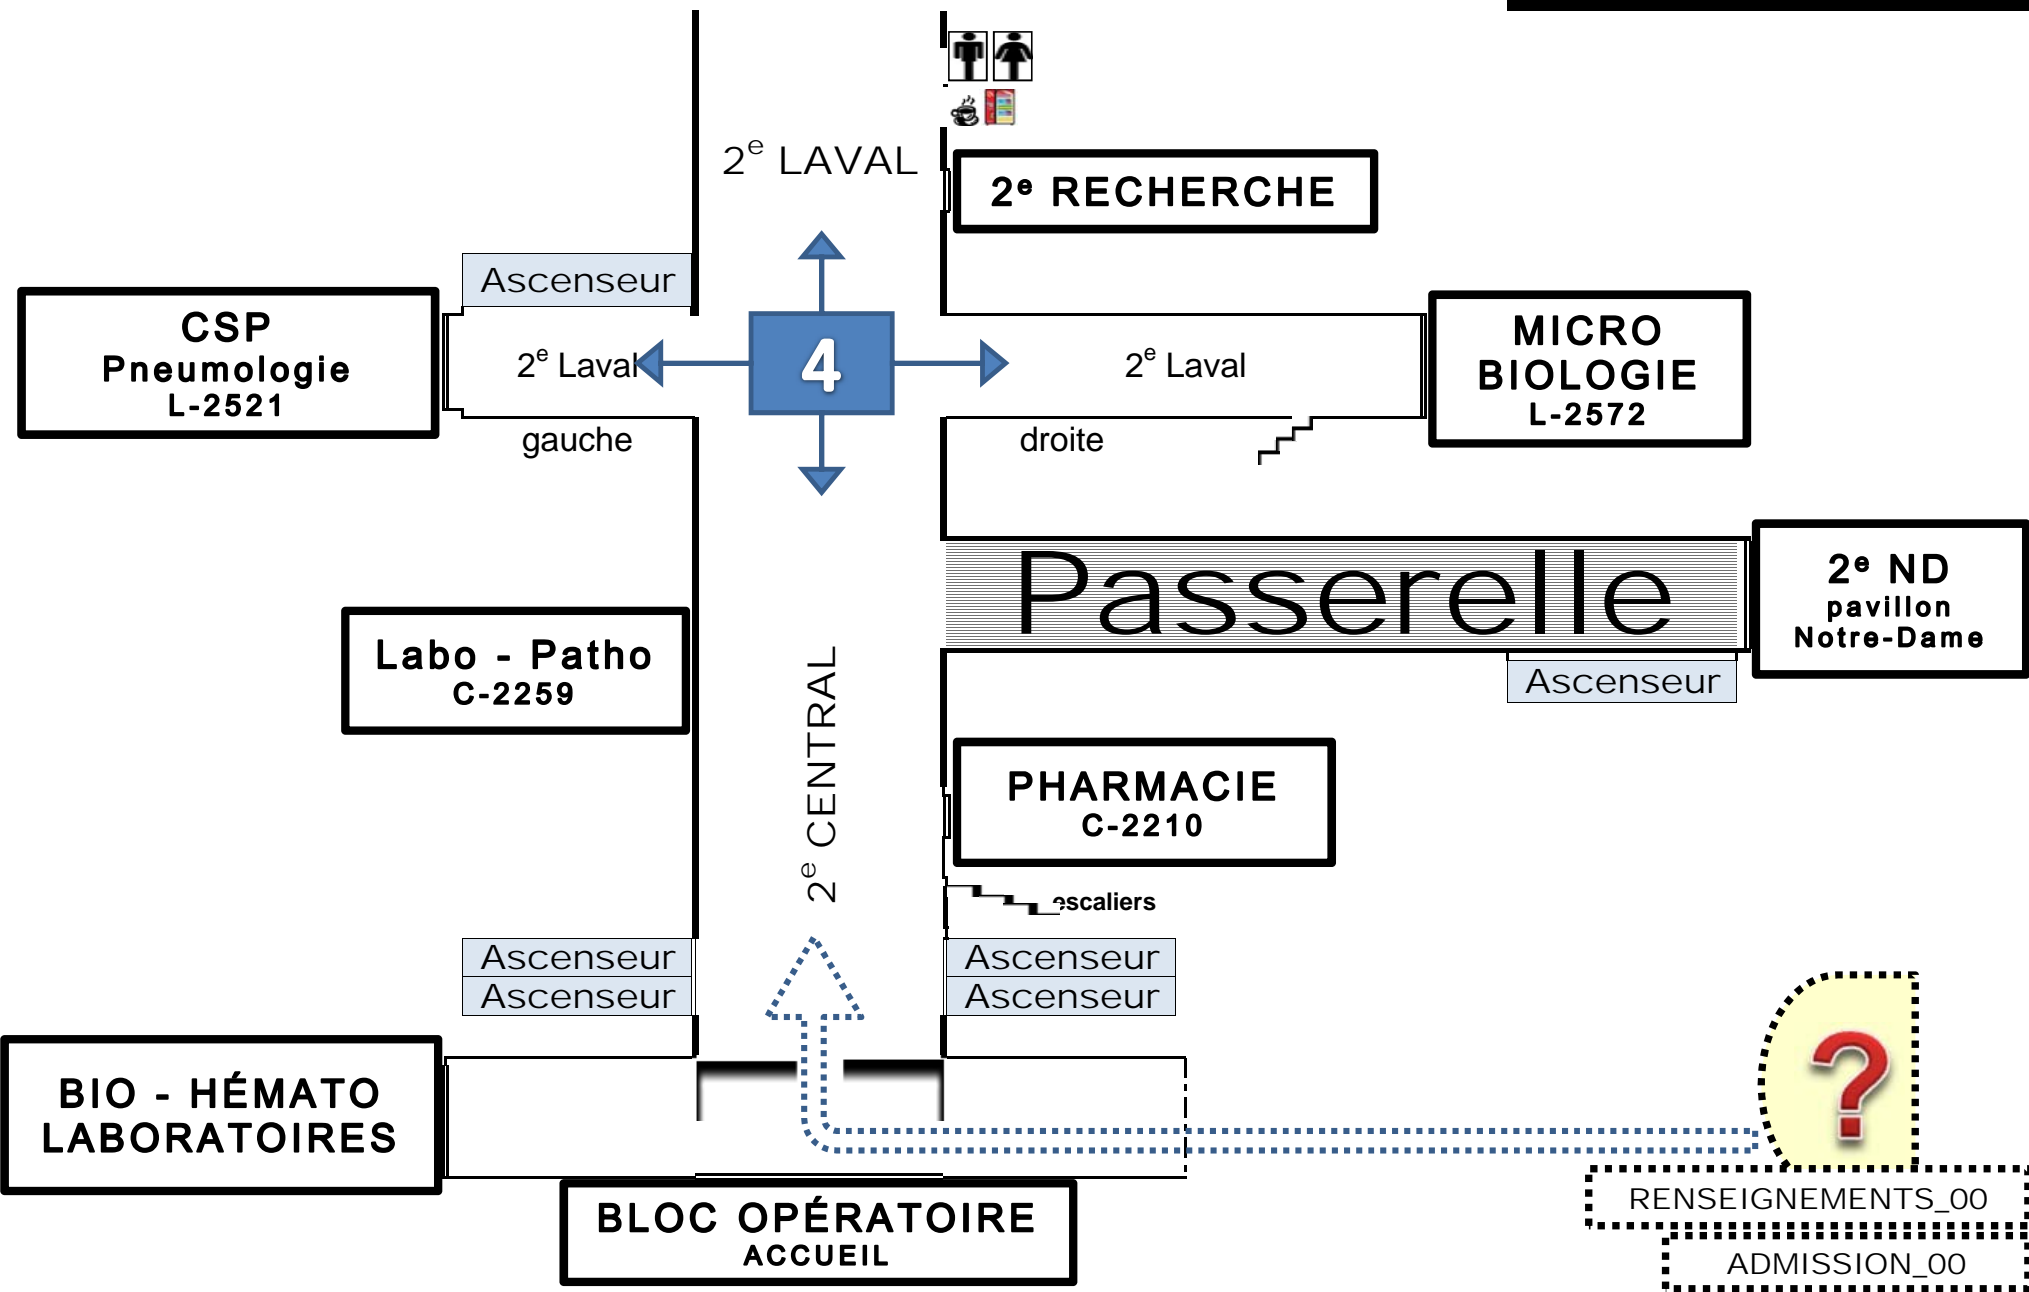 2e LAVAL
2e RECHERCHE
Ascenseur
CSP
Pneumologie
L-2521
2e Laval
gauche
4
2e Laval
droite
MICRO
BIOLOGIE
L-2572
Passerelle
2e ND
pavillon
Notre-Dame
Ascenseur
Labo - Patho
C-2259
2e CENTRAL
PHARMACIE
C-2210
escaliers
Ascenseur
Ascenseur
Ascenseur
Ascenseur
BIO - HÉMATO
LABORATOIRES
BLOC OPÉRATOIRE
ACCUEIL
?
RENSEIGNEMENTS_00
ADMISSION_00